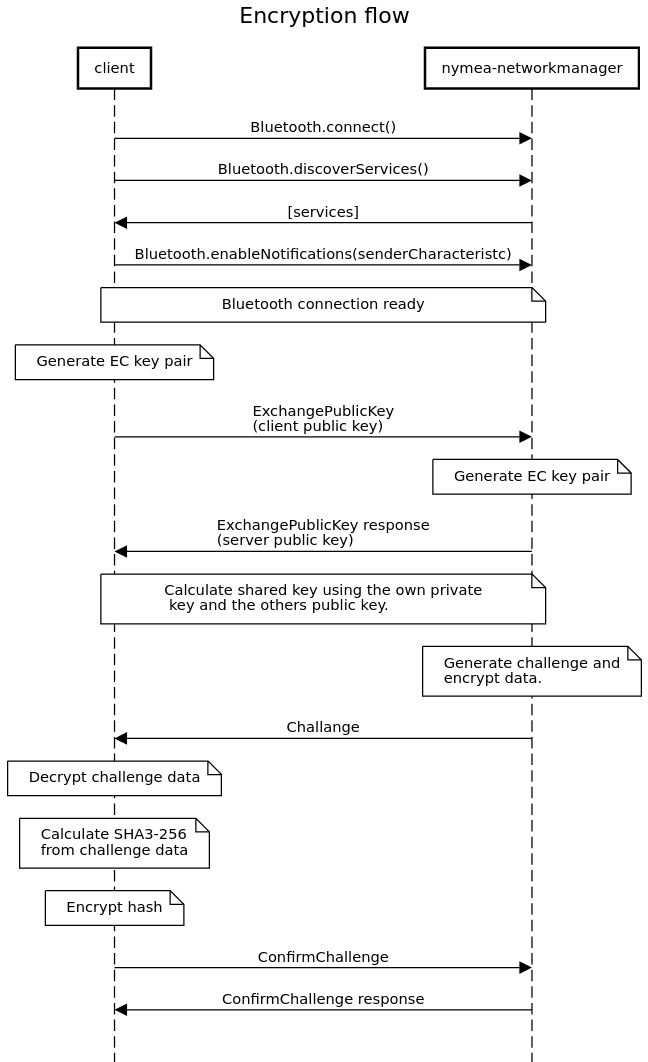 Encryption flow
client
nymea-networkmanager
Bluetooth.connect()
Bluetooth.discoverServices()
[services]
Bluetooth.enableNotifications(senderCharacteristc)
Bluetooth connection ready
Generate EC key pair
ExchangePublicKey
(client public key)
Generate EC key pair
ExchangePublicKey response
(server public key)
Calculate shared key using the own private
key and the others public key.
Generate challenge and
encrypt data.
Challange
Decrypt challenge data
Calculate SHA3-256
from challenge data
Encrypt hash
ConfirmChallenge
ConfirmChallenge response